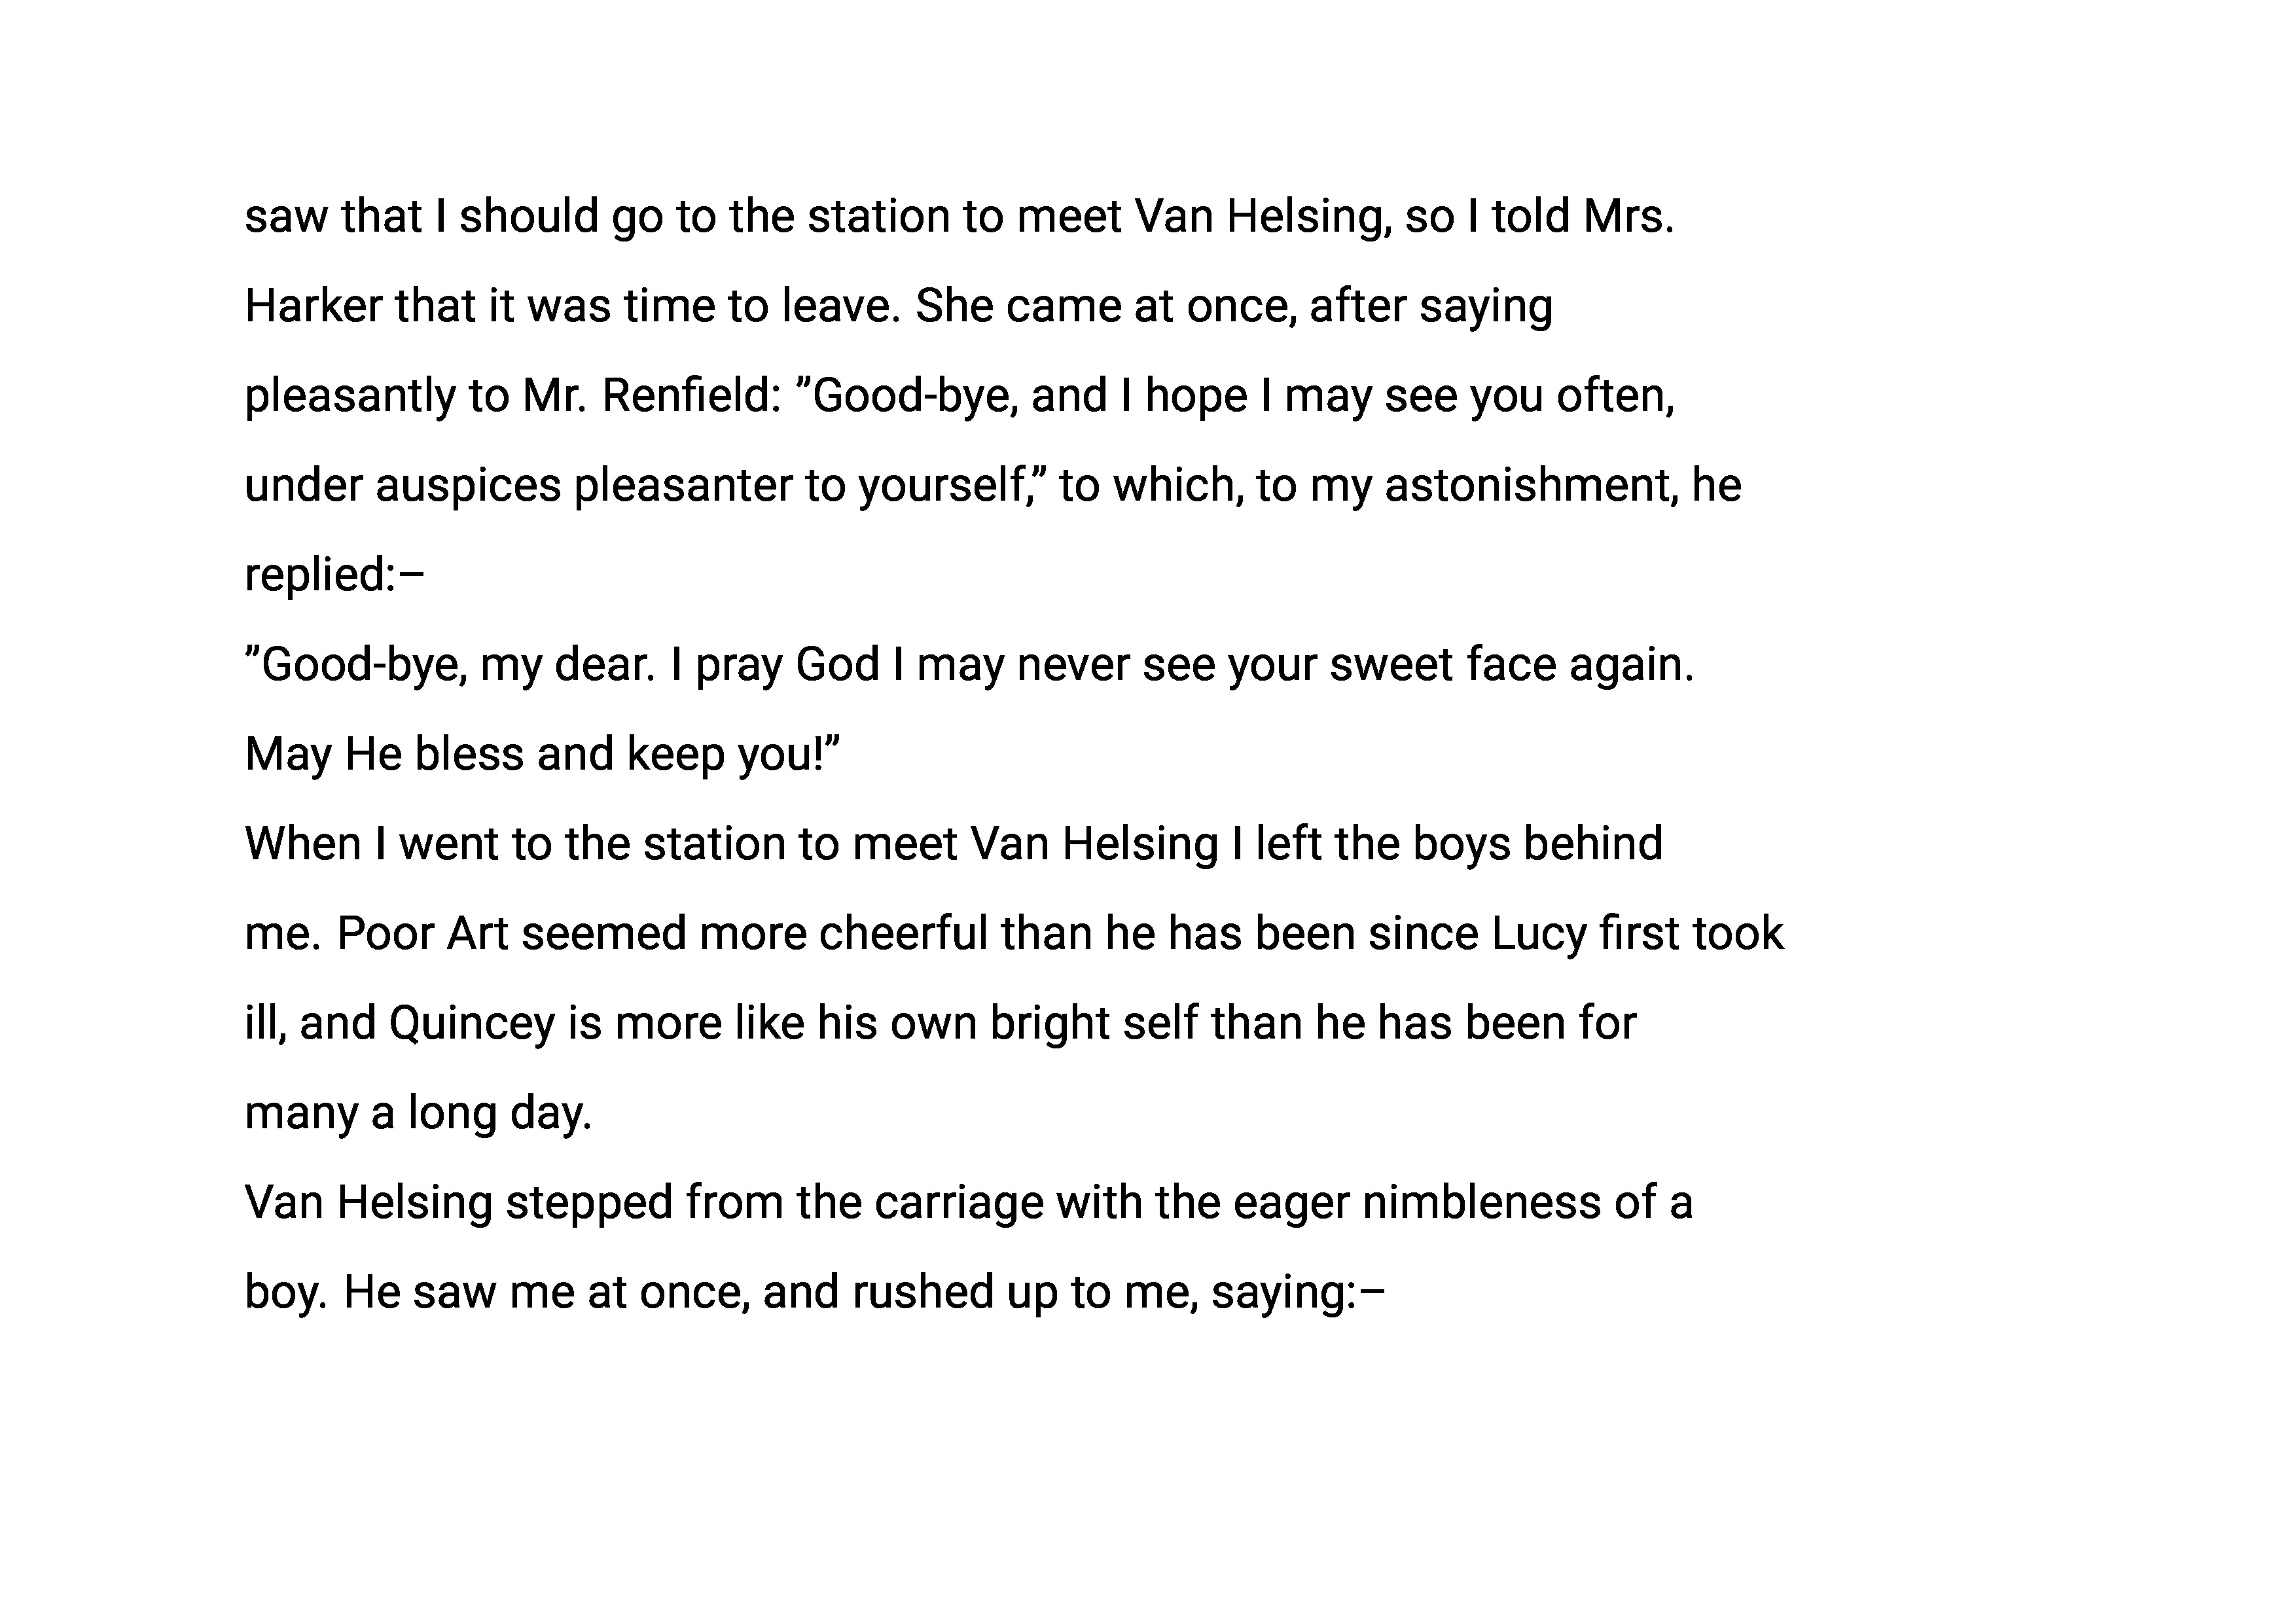 saw that I should go to the station to meet Van Helsing, so I told Mrs.
Harker that it was time to leave. She came at once, after saying
pleasantly to Mr. Renfield: ”Good-bye, and I hope I may see you often,
under auspices pleasanter to yourself,” to which, to my astonishment, he
replied:–
”Good-bye, my dear. I pray God I may never see your sweet face again.
May He bless and keep you!”
When I went to the station to meet Van Helsing I left the boys behind
me. Poor Art seemed more cheerful than he has been since Lucy first took
ill, and Quincey is more like his own bright self than he has been for
many a long day.
Van Helsing stepped from the carriage with the eager nimbleness of a
boy. He saw me at once, and rushed up to me, saying:–